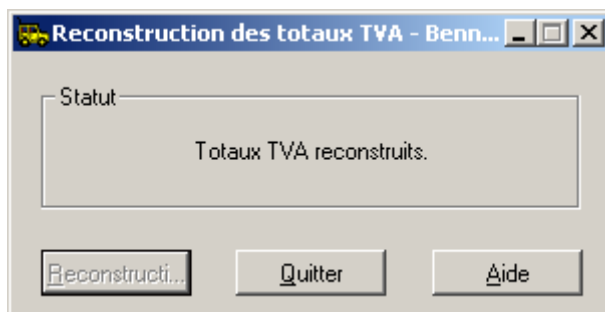 Reconstruction des totaux TVA - Benn...
Statut
Totaux TVA reconstruits.
Reconstructi...
Quitter
Aide